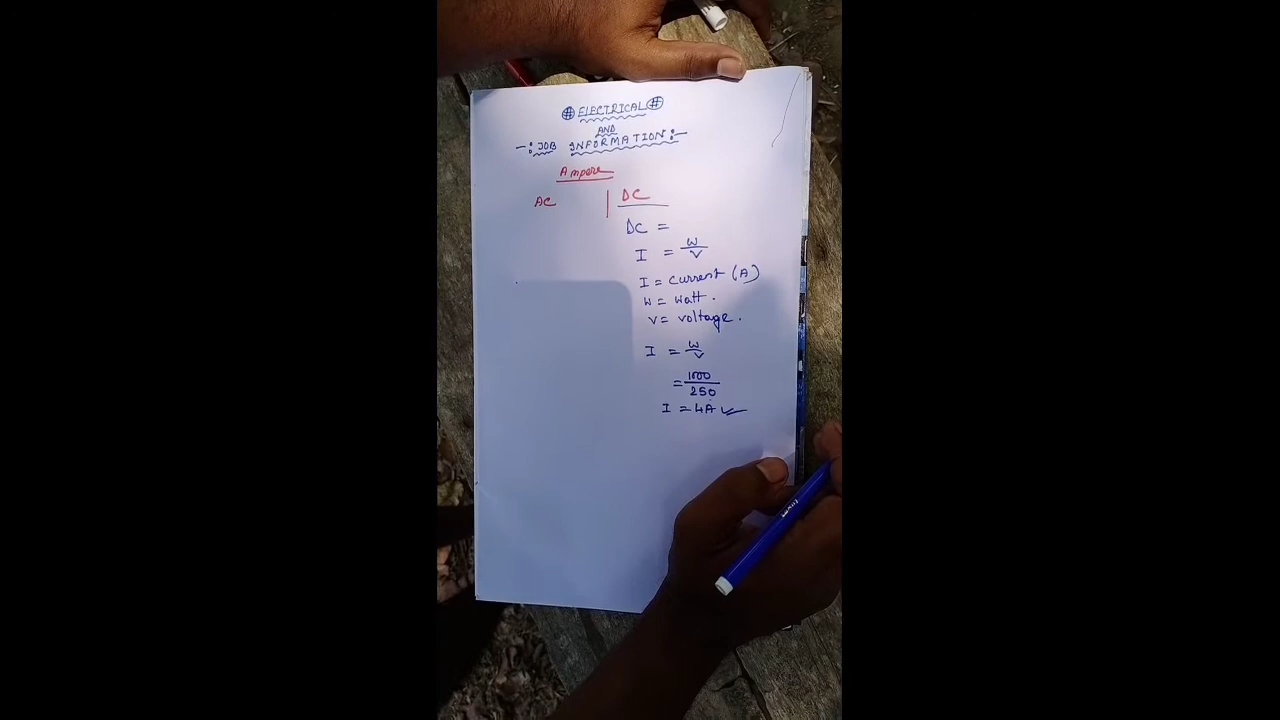 # ELECTRICAL #
AND
-: JOB INFORMATION :-
Ampere
AC | DC
DC =
I = W/V
I = current (A)
W = watt.
V = voltage.
I = W/V
= 1000/250
I = 4A ✓